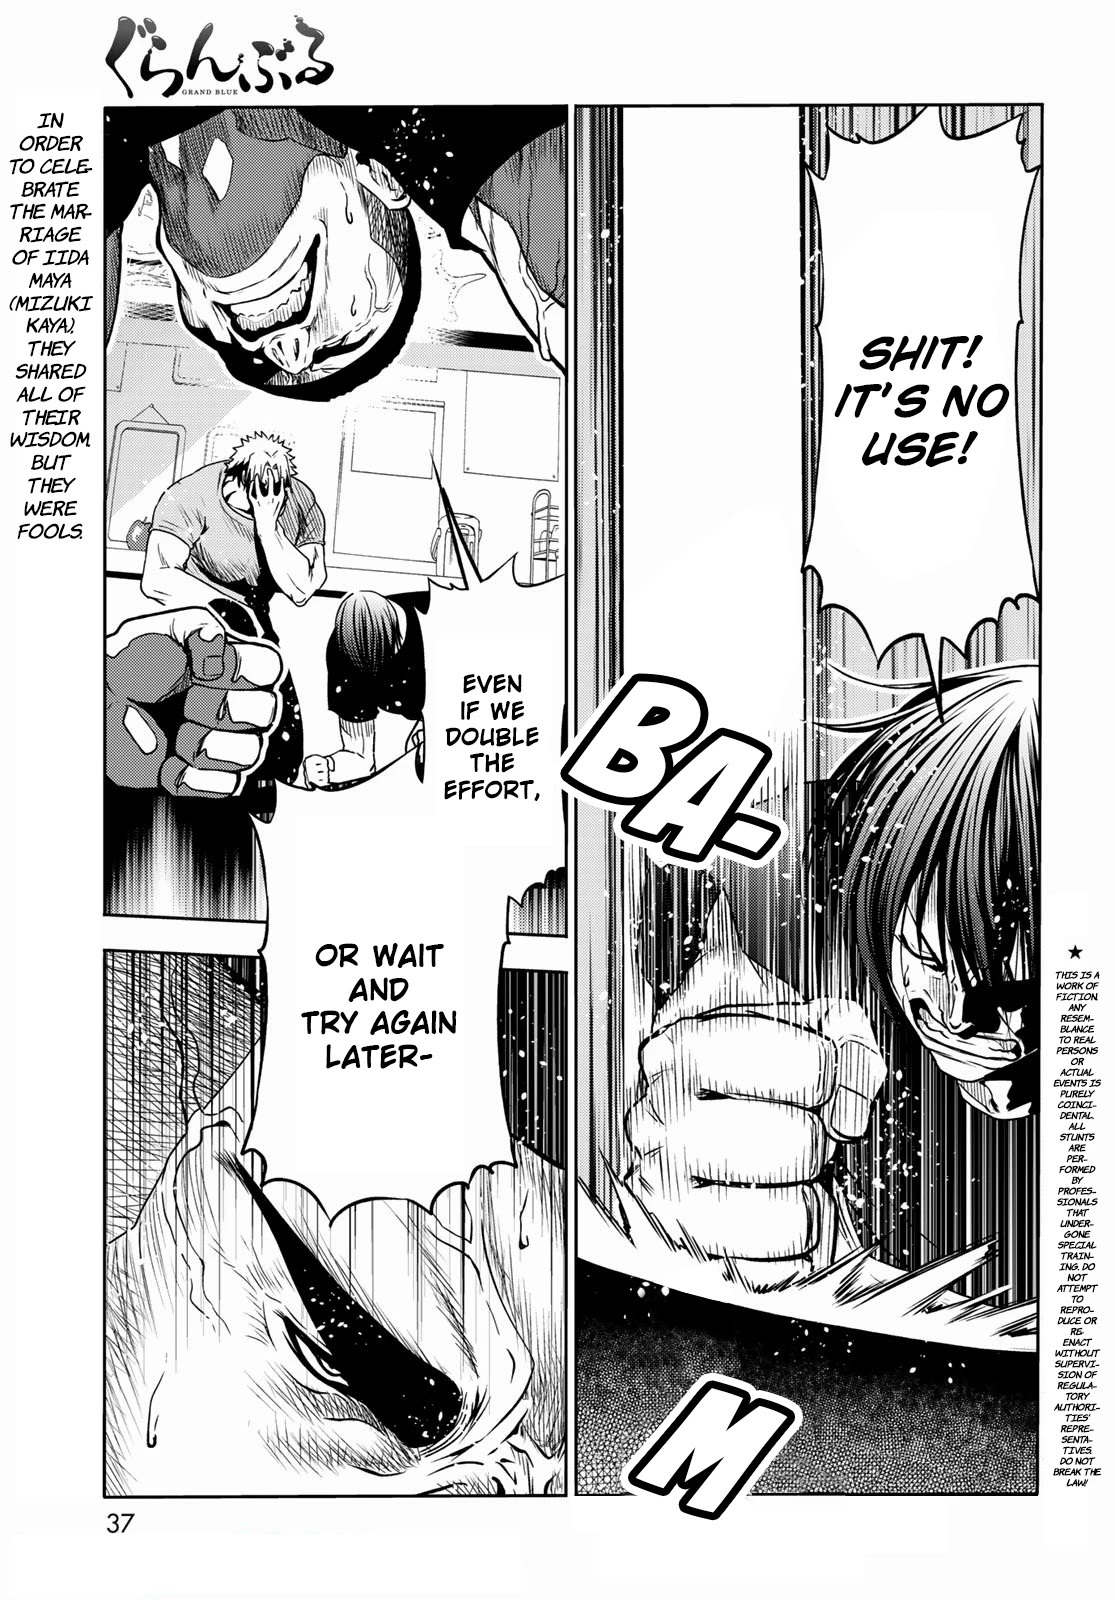 ぐらんぶる
GRAND BLUE
SHIT!
IT'S NO
USE!
BA-
M
EVEN
IF WE
DOUBLE
THE
EFFORT,
OR WAIT
AND
TRY AGAIN
LATER-
IN
ORDER
TO CELE-
BRATE
THE MAR-
RIAGE
OF IIDA
MAYA
(MIZUKI
KAYA),
THEY
SHARED
ALL OF
THEIR
WISDOM.
BUT
THEY
WERE
FOOLS.
★
THIS IS A
WORK OF
FICTION.
ANY
RESEM-
BLANCE
TO REAL
PERSONS
OR
ACTUAL
EVENTS IS
PURELY
COINCI-
DENTAL.
ALL
STUNTS
ARE
PER-
FORMED
BY
PROFES-
SIONALS
THAT
UNDER-
GONE
SPECIAL
TRAIN-
ING. DO
NOT
ATTEMPT
TO
REPRO-
DUCE OR
RE-
ENACT
WITHOUT
SUPERVI-
SION OF
REGULA-
TORY
AUTHORI-
TIES'
REPRE-
SENTA-
TIVES.
DO NOT
BREAK THE
LAW!
37